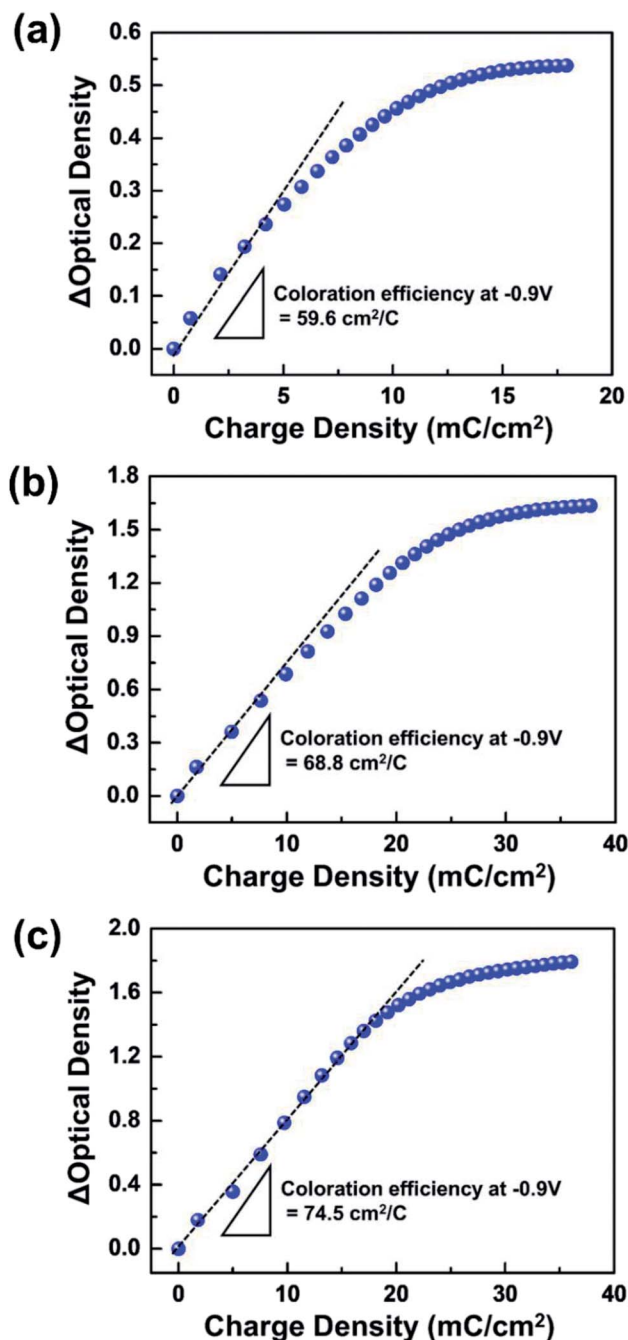 (a)
0.6
0.5
0.4
0.3
0.2
0.1
0.0
ΔOptical Density
Coloration efficiency at -0.9V
= 59.6 cm²/C
0 5 10 15 20
Charge Density (mC/cm²)
(b)
1.8
1.5
1.2
0.9
0.6
0.3
0.0
ΔOptical Density
Coloration efficiency at -0.9V
= 68.8 cm²/C
0 10 20 30 40
Charge Density (mC/cm²)
(c)
2.0
1.6
1.2
0.8
0.4
0.0
ΔOptical Density
Coloration efficiency at -0.9V
= 74.5 cm²/C
0 10 20 30 40
Charge Density (mC/cm²)